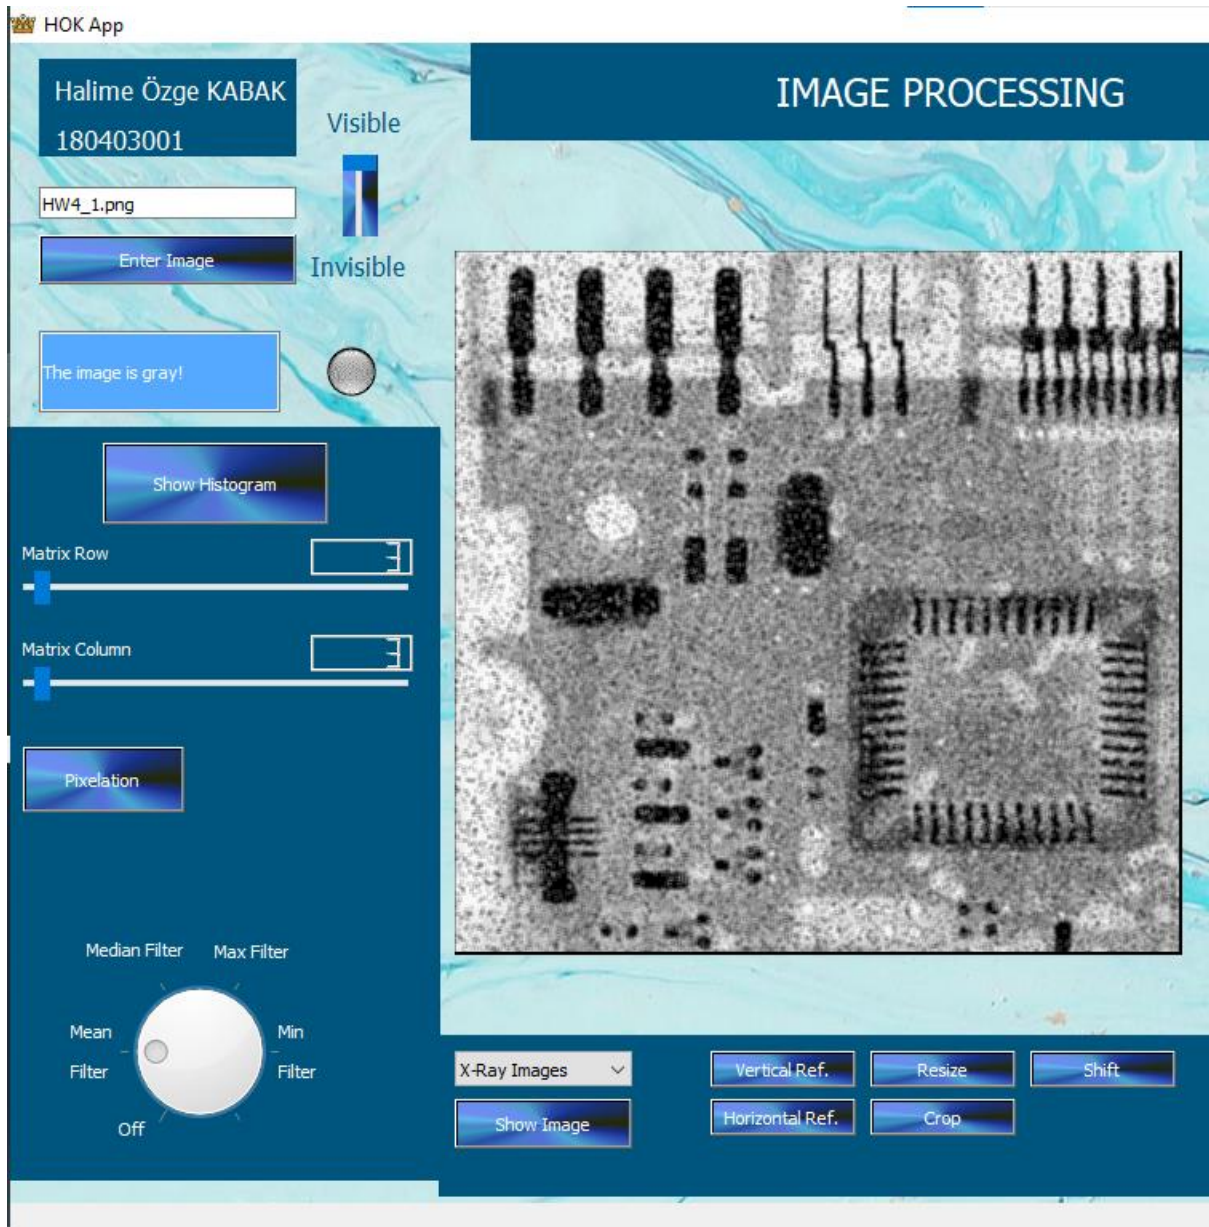 HOK App
Halime Özge KABAK
180403001
IMAGE PROCESSING
Visible
HW4_1.png
Enter Image
Invisible
The image is gray!
Show Histogram
Matrix Row
3
Matrix Column
3
Pixelation
Median Filter
Max Filter
Mean
Filter
Min
Filter
Off
X-Ray Images
Show Image
Vertical Ref.
Resize
Shift
Horizontal Ref.
Crop